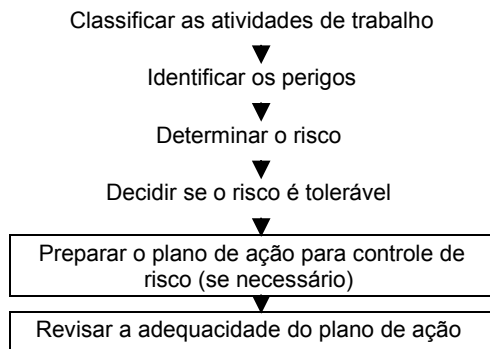 Classificar as atividades de trabalho
Identificar os perigos
Determinar o risco
Decidir se o risco é tolerável
Preparar o plano de ação para controle de
risco (se necessário)
Revisar a adequacidade do plano de ação